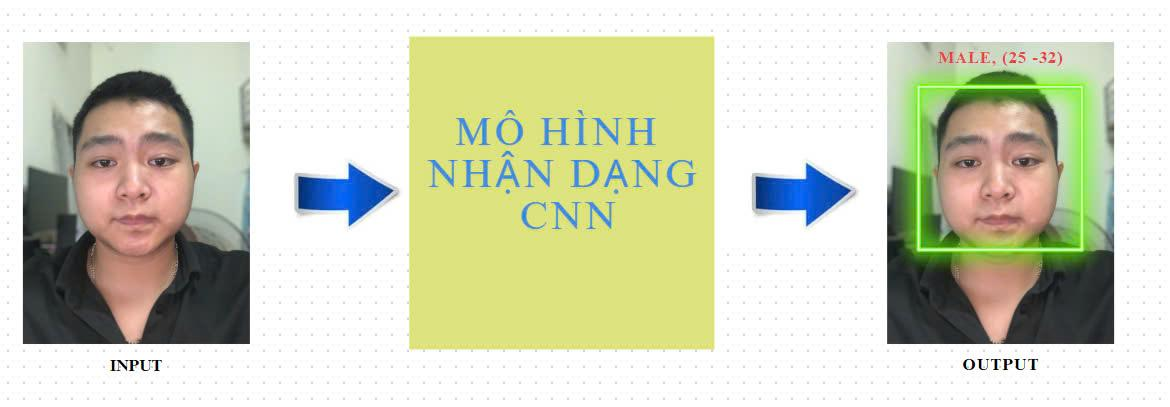 MALE, (25 -32)
MÔ HÌNH
NHẬN DẠNG
CNN
INPUT
OUTPUT